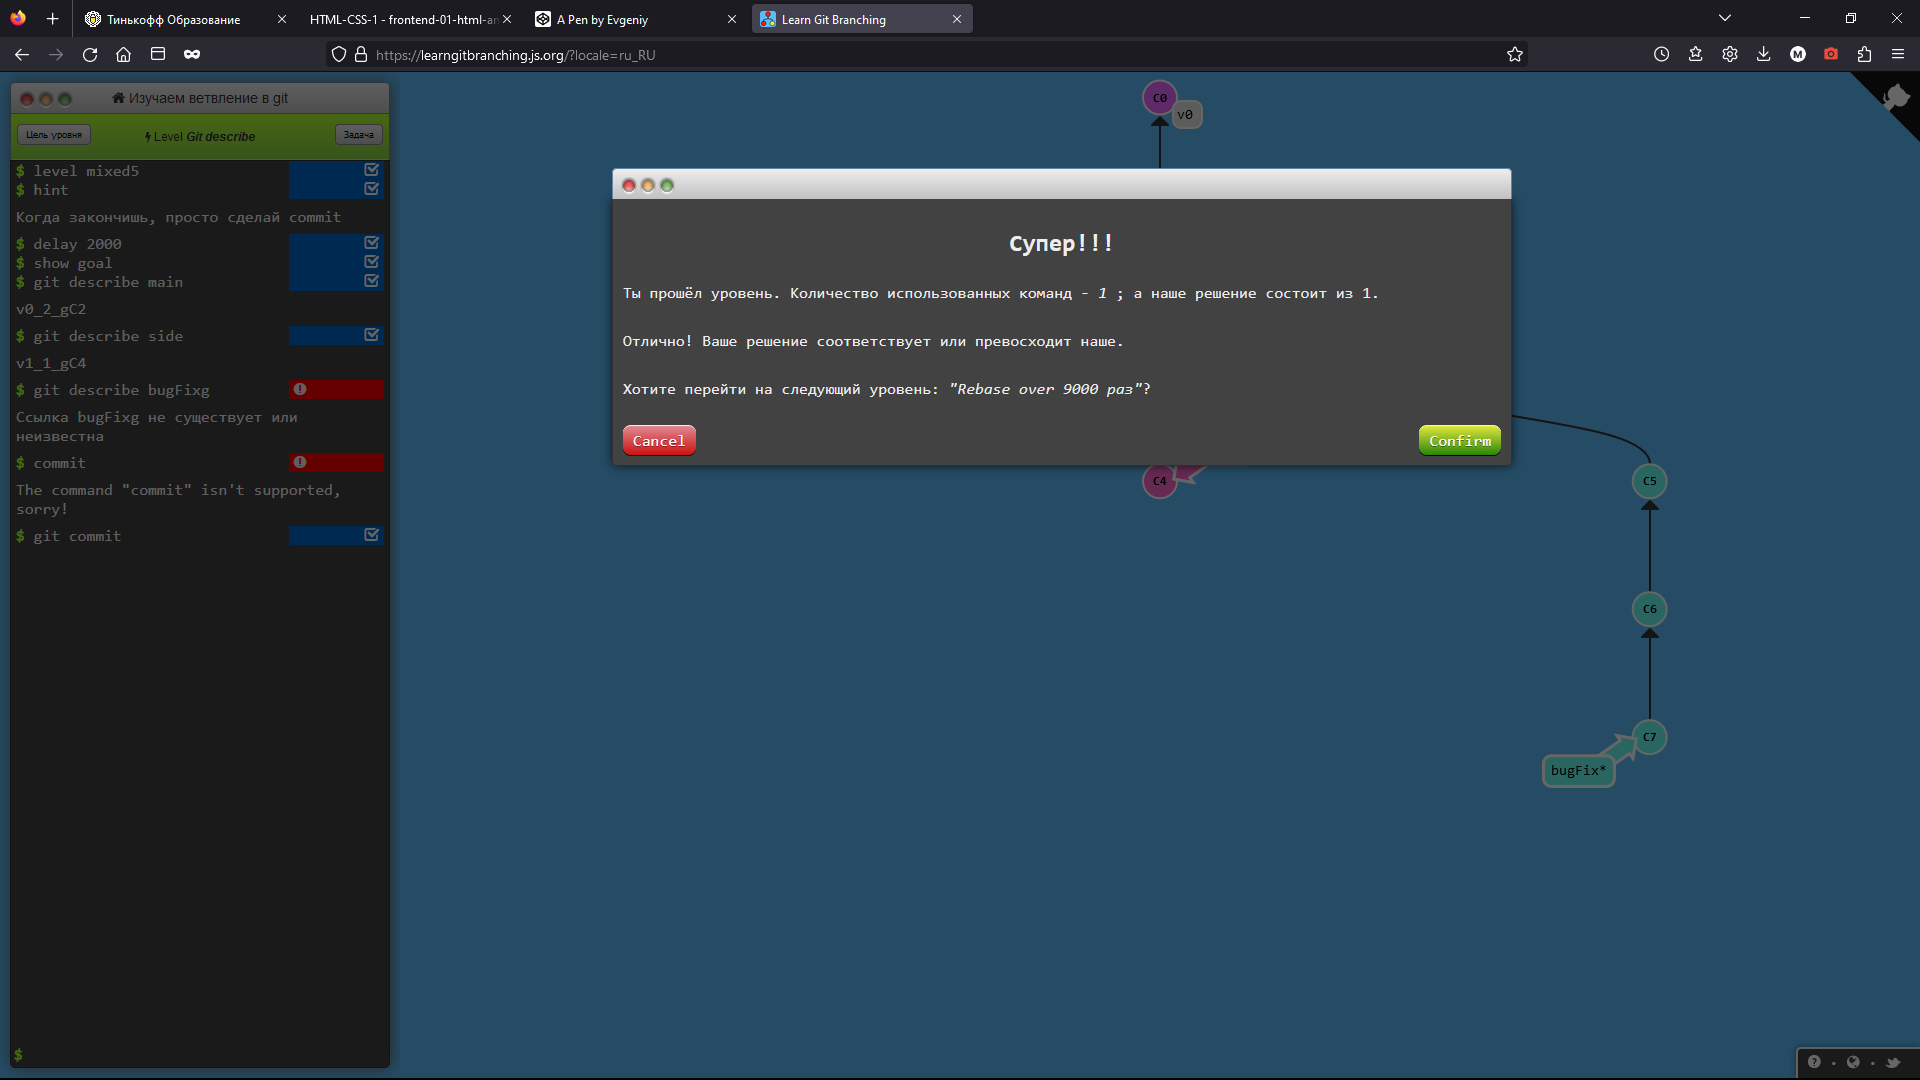 Тинькофф Образование
HTML-CSS-1 - frontend-01-html-an
A Pen by Evgeniy
Learn Git Branching
https://learngitbranching.js.org/?locale=ru_RU
M
Изучаем ветвление в git
Цель уровня
Level Git describe
Задача
$ level mixed5
$ hint
Когда закончишь, просто сделай commit
$ delay 2000
$ show goal
$ git describe main
v0_2_gC2
$ git describe side
v1_1_gC4
$ git describe bugFixg
Ссылка bugFixg не существует или
неизвестна
$ commit
The command "commit" isn't supported,
sorry!
$ git commit
$
C0
v0
Супер!!!
Ты прошёл уровень. Количество использованных команд - 1 ; а наше решение состоит из 1.
Отлично! Ваше решение соответствует или превосходит наше.
Хотите перейти на следующий уровень: "Rebase over 9000 раз"?
Cancel
Confirm
C4
C5
C6
C7
bugFix*